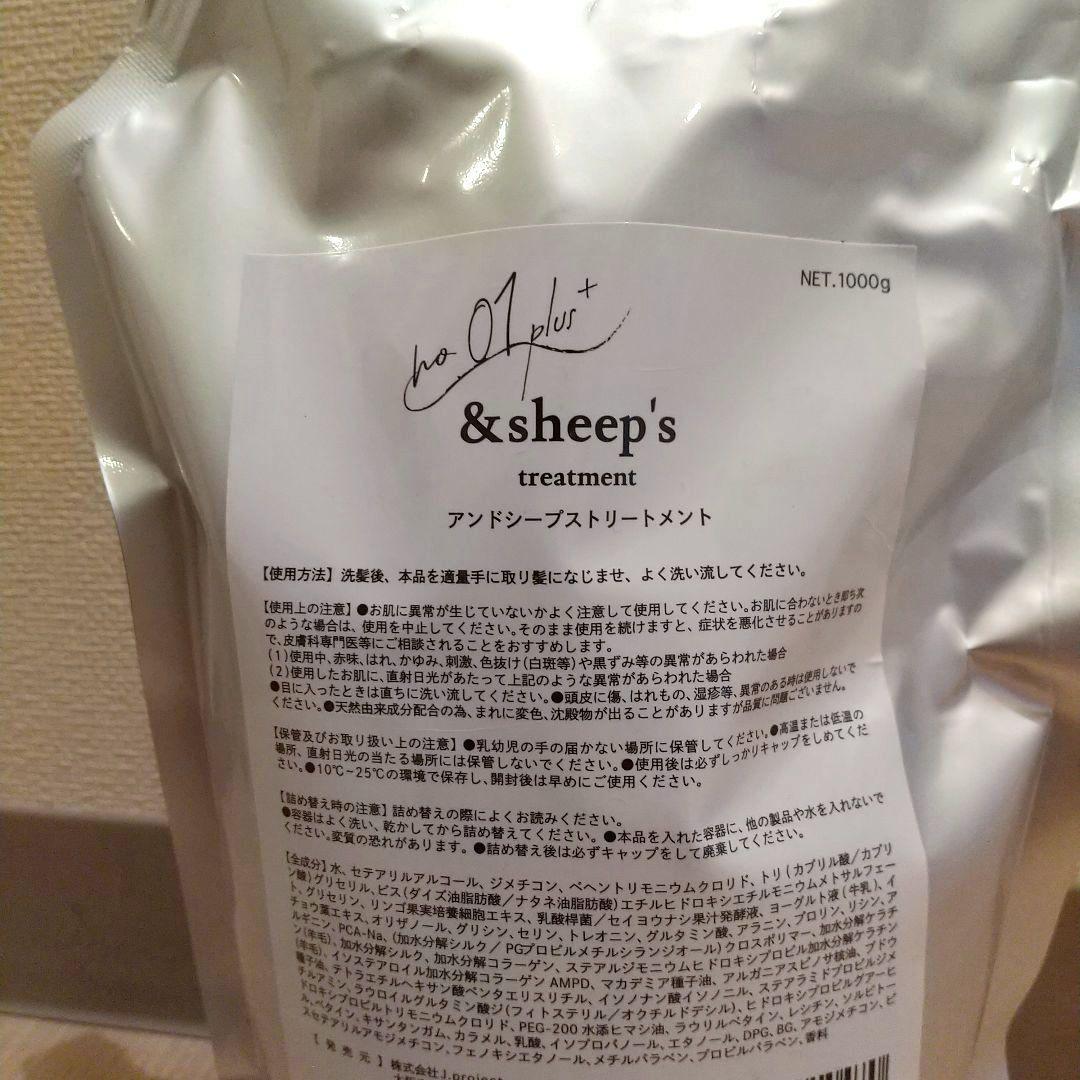 NET.1000g
no.01plus+
&sheep's
treatment
アンドシープストリートメント
【使用方法】洗髪後、本品を適量手に取り髪になじませ、よく洗い流してください。
【使用上の注意】●お肌に異常が生じていないかよく注意して使用してください。お肌に合わないとき即ち次
のような場合は、使用を中止してください。そのまま使用を続けますと、症状を悪化させることがありますの
で、皮膚科専門医等にご相談されることをおすすめします。
(1)使用中、赤味、はれ、かゆみ、刺激、色抜け(白斑等)や黒ずみ等の異常があらわれた場合
(2)使用したお肌に、直射日光があたって上記のような異常があらわれた場合
●目に入ったときは直ちに洗い流してください。●頭皮に傷、はれもの、湿疹等、異常のある時は使用しないで
ください。●天然由来成分配合の為、まれに変色、沈殿物が出ることがありますが品質に問題ございません。
【保管及びお取り扱い上の注意】●乳幼児の手の届かない場所に保管してください。●高温または低温の
場所、直射日光の当たる場所には保管しないでください。●使用後は必ずしっかりキャップをしめてくだ
さい。●10℃~25℃の環境で保存し、開封後は早めにご使用ください。
【詰め替え時の注意】詰め替えの際によくお読みください。
●容器はよく洗い、乾かしてから詰め替えてください。●本品を入れた容器に、他の製品や水を入れないで
ください。変質の恐れがあります。●詰め替え後は必ずキャップをして廃棄してください。
【全成分】水、セテアリルアルコール、ジメチコン、ベヘントリモニウムクロリド、トリ(カプリル酸/カプリ
ン酸)グリセリル、ビス(ダイズ油脂肪酸/ナタネ油脂肪酸)エチルヒドロキシエチルモニウムメトサルフェー
ト、グリセリン、リンゴ果実培養細胞エキス、乳酸桿菌/セイヨウナシ果汁発酵液、ヨーグルト液(牛乳)、イ
チョウ葉エキス、オリザノール、グリシン、セリン、トレオニン、グルタミン酸、アラニン、プロリン、リシン、ア
ルギニン、PCA-Na、(加水分解シルク/PGプロピルメチルシランジオール)クロスポリマー、加水分解ケラチ
ン(羊毛)、加水分解シルク、加水分解コラーゲン、ステアルジモニウムヒドロキシプロピル加水分解ケラチン
(羊毛)、イソステアロイル加水分解コラーゲンAMPD、マカデミア種子油、アルガニアスピノサ核油、ブドウ
種子油、テトラエチルヘキサン酸ペンタエリスリチル、イソノナン酸イソノニル、ステアラミドプロピルジメ
チルアミン、ラウロイルグルタミン酸ジ(フィトステリル/オクチルドデシル)、ヒドロキシプロピルグアーヒ
ドロキシプロピルトリモニウムクロリド、PEG-200水添ヒマシ油、ラウリルベタイン、レシチン、ソルビトー
ル、ベタイン、キサンタンガム、カラメル、乳酸、イソプロパノール、エタノール、DPG、BG、アモジメチコン、ビ
スセテアリルアモジメチコン、フェノキシエタノール、メチルパラベン、プロピルパラベン、香料
【発売元】株式会社J.project